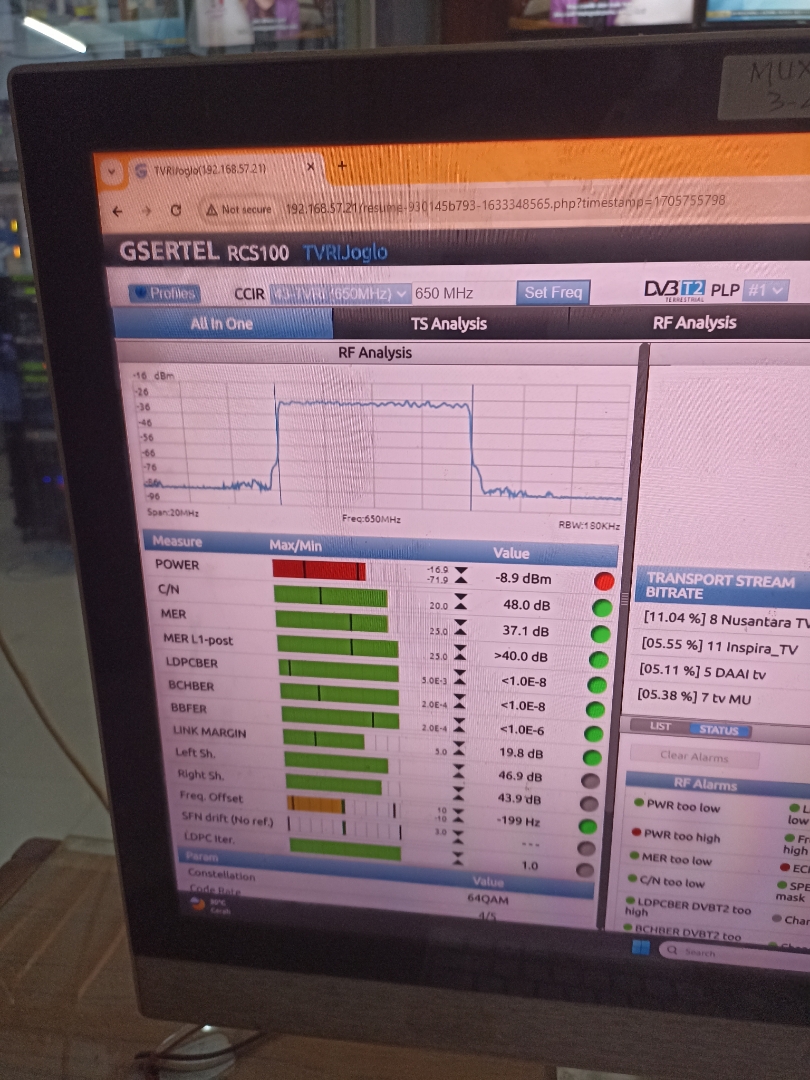 MUX
3-
TVRIJoglo(192.168.57.21)
Not secure 192.168.57.21/resume-930145b793-1633348565.php?timestamp=1705755798
GSERTEL RCS100 TVRIJoglo
Profiles CCIR 43-TVRI (650MHz) 650 MHz Set Freq DVB T2 TERRESTRIAL PLP #1
All In One TS Analysis RF Analysis
RF Analysis
-16 dBm
-26
-36
-46
-56
-66
-76
-86
-96
Span:20MHz Freq:650MHz RBW:180KHz
Measure Max/Min Value
POWER -16.9 -71.9 -8.9 dBm
C/N 20.0 48.0 dB
MER 25.0 37.1 dB
MER L1-post 25.0 >40.0 dB
LDPCBER 5.0E-3 <1.0E-8
BCHBER 2.0E-4 <1.0E-8
BBFER 2.0E-4 <1.0E-6
LINK MARGIN 3.0 19.8 dB
Left Sh. 46.9 dB
Right Sh. 43.9 dB
Freq. Offset 10 -10 -199 Hz
SFN drift (No ref.) 3.0 ---
LDPC Iter. 1.0
Param Value
Constellation 64QAM
Code Rate 4/5
TRANSPORT STREAM
BITRATE
[11.04 %] 8 Nusantara TV
[05.55 %] 11 Inspira_TV
[05.11 %] 5 DAAI tv
[05.38 %] 7 tv MU
LIST STATUS
Clear Alarms
RF Alarms
PWR too low L
low
PWR too high Fr
high
MER too low EC
C/N too low SPE
mask
LDPCBER DVBT2 too
high Char
BCHBER DVBT2 too
Search